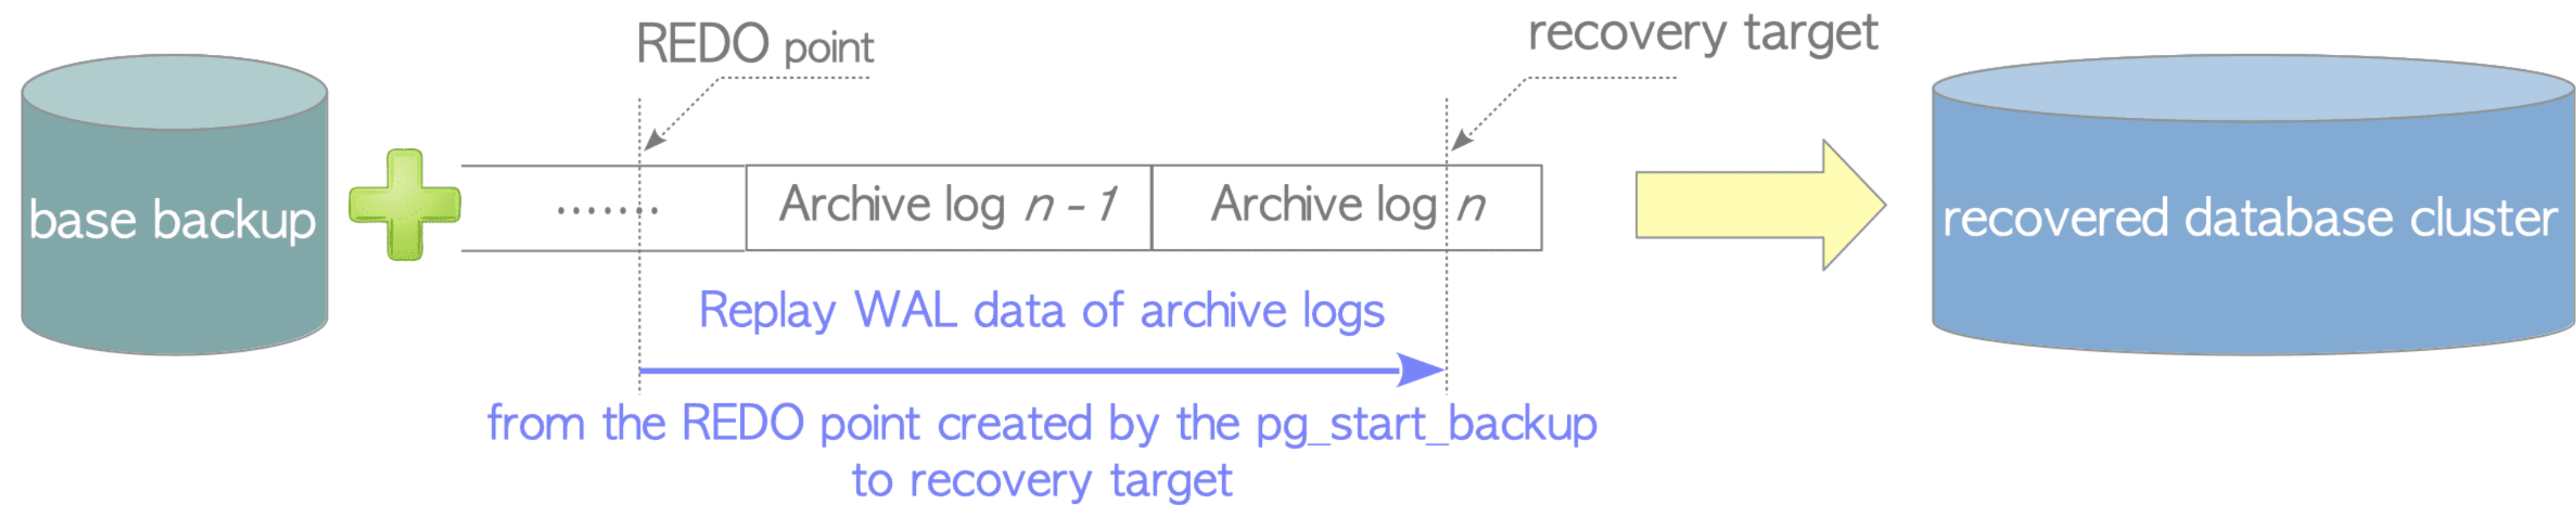 REDO point
recovery target
base backup
.......
Archive log n - 1
Archive log n
recovered database cluster
Replay WAL data of archive logs
from the REDO point created by the pg_start_backup
to recovery target